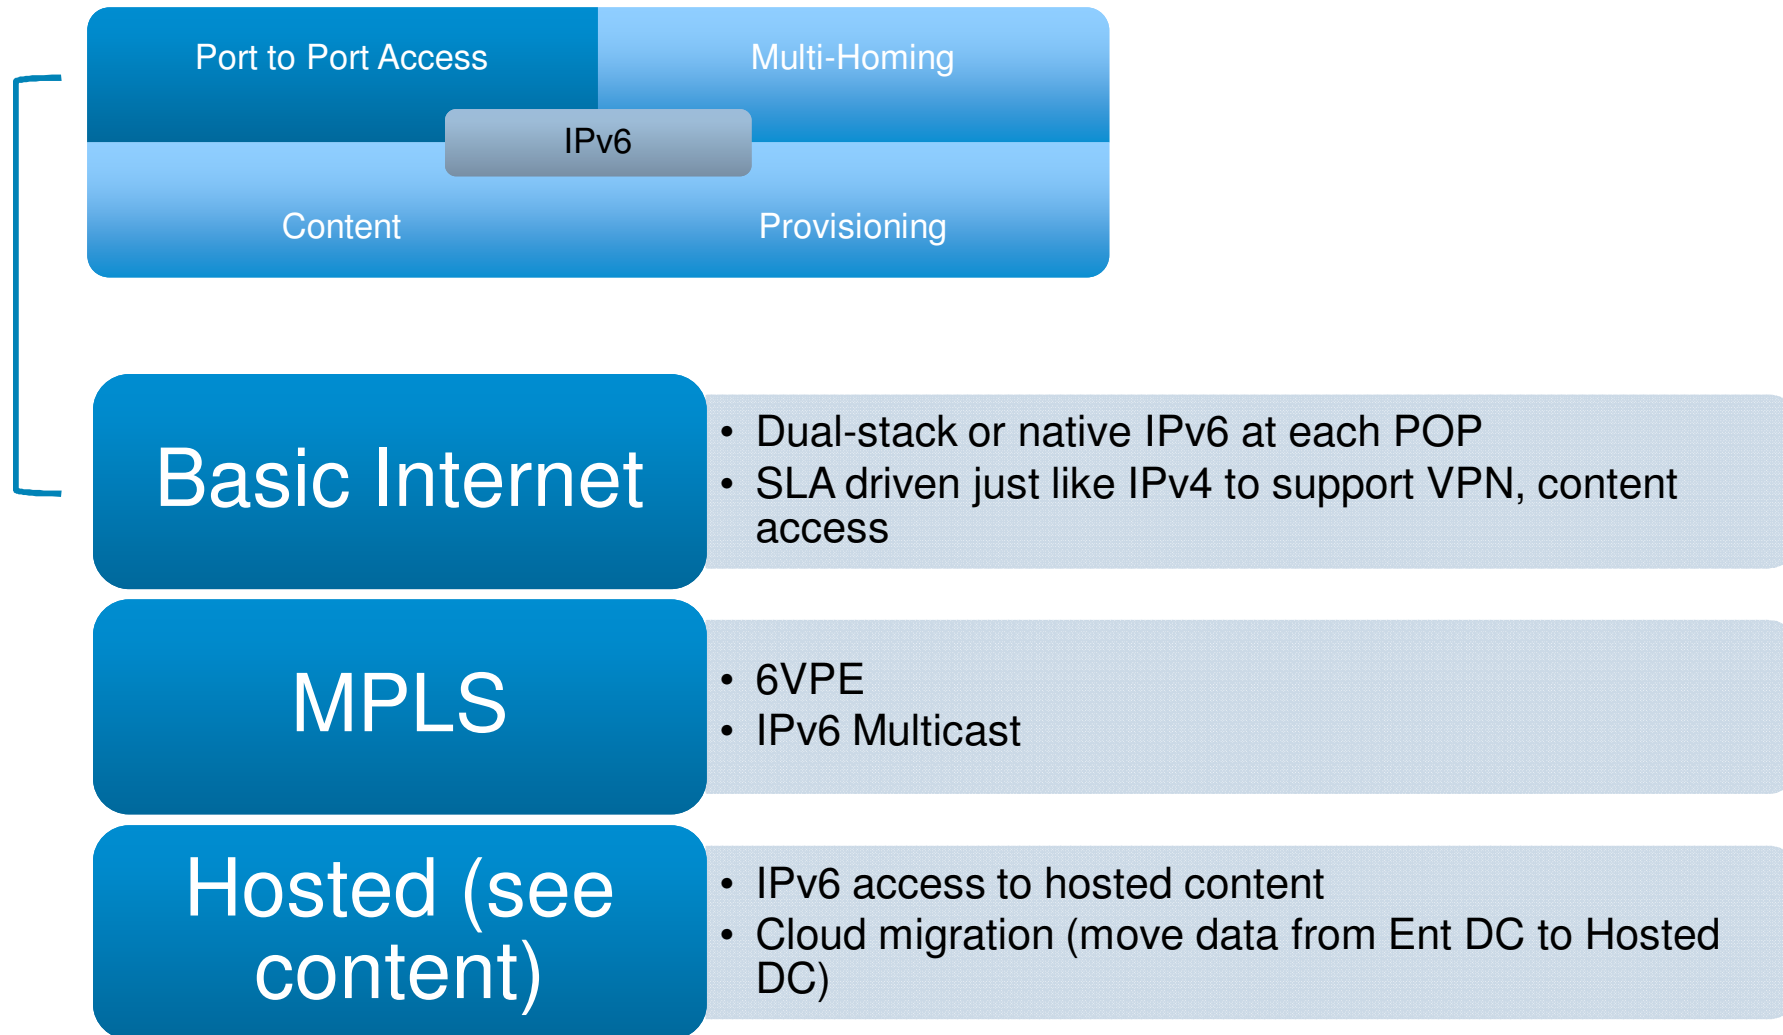 Port to Port Access
Multi-Homing
IPv6
Content
Provisioning
Basic Internet
• Dual-stack or native IPv6 at each POP
• SLA driven just like IPv4 to support VPN, content
access
MPLS
• 6VPE
• IPv6 Multicast
Hosted (see
content)
• IPv6 access to hosted content
• Cloud migration (move data from Ent DC to Hosted
DC)